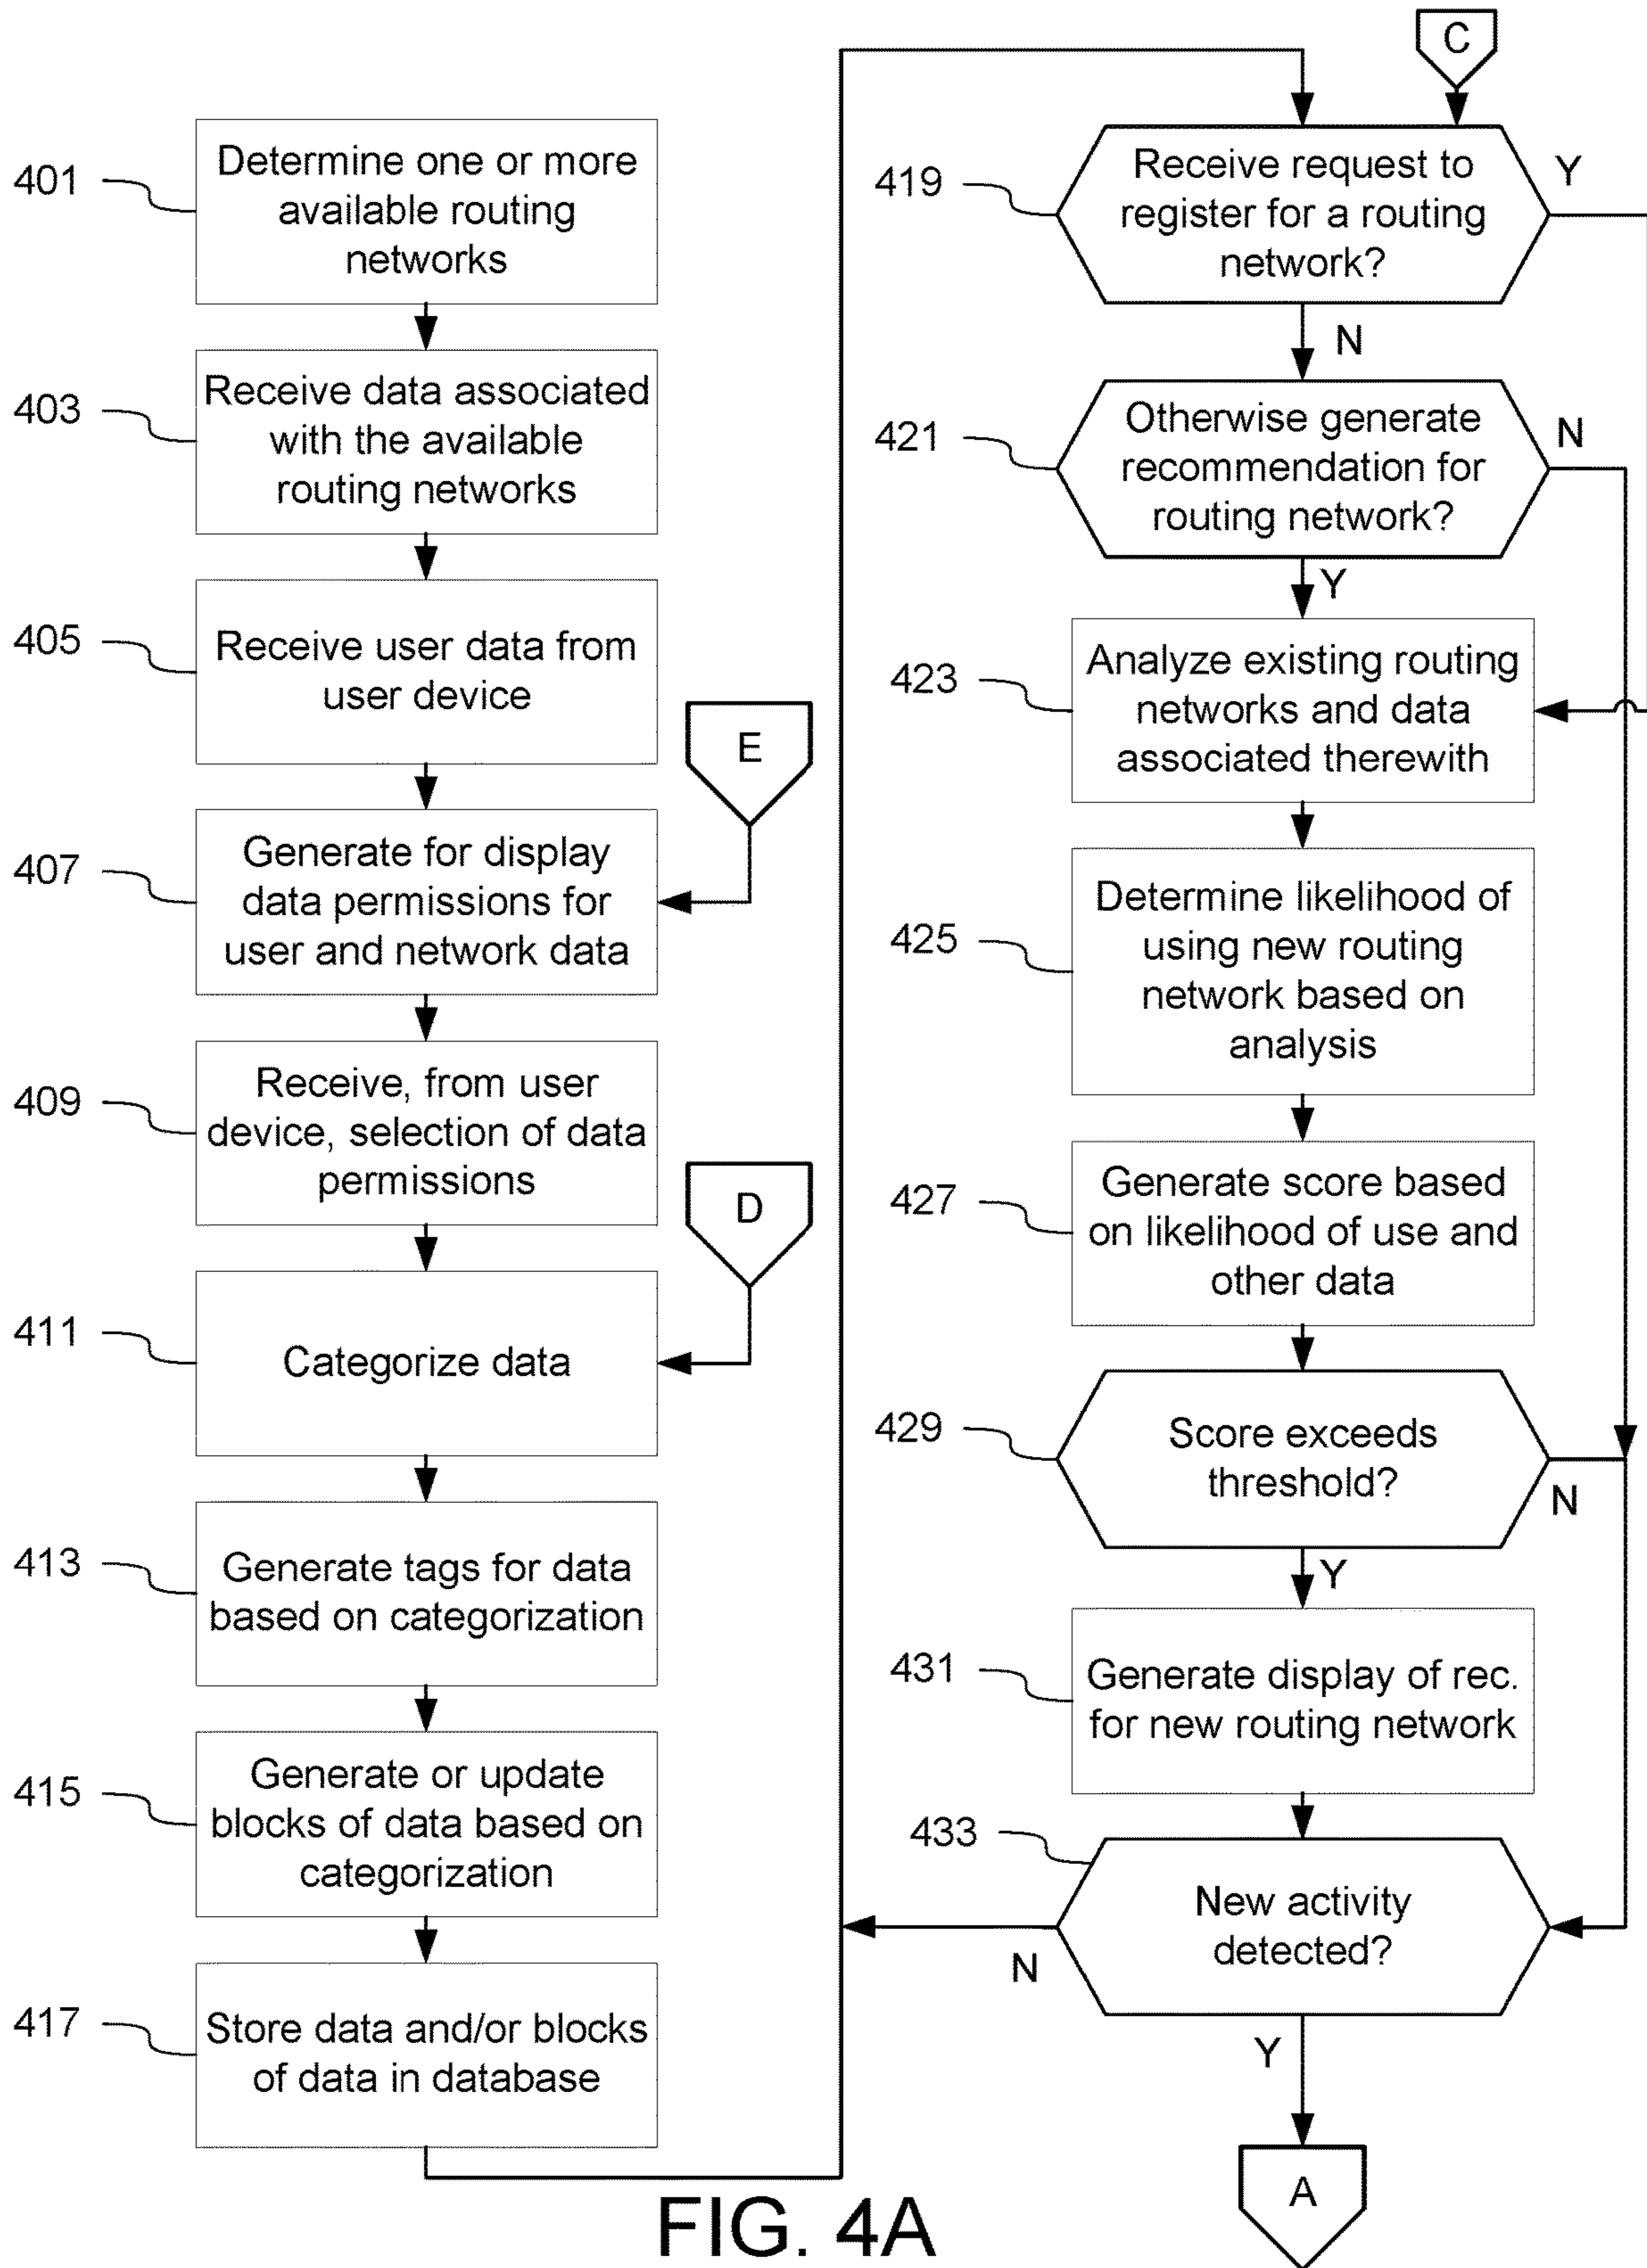 401
Determine one or more
available routing
networks
403
Receive data associated
with the available
routing networks
405
Receive user data from
user device
E
407
Generate for display
data permissions for
user and network data
409
Receive, from user
device, selection of data
permissions
D
411
Categorize data
413
Generate tags for data
based on categorization
415
Generate or update
blocks of data based on
categorization
417
Store data and/or blocks
of data in database
C
419
Receive request to
register for a routing
network?
Y
N
421
Otherwise generate
recommendation for
routing network?
N
Y
423
Analyze existing routing
networks and data
associated therewith
425
Determine likelihood of
using new routing
network based on
analysis
427
Generate score based
on likelihood of use and
other data
429
Score exceeds
threshold?
N
Y
431
Generate display of rec.
for new routing network
433
New activity
detected?
N
Y
A
FIG. 4A